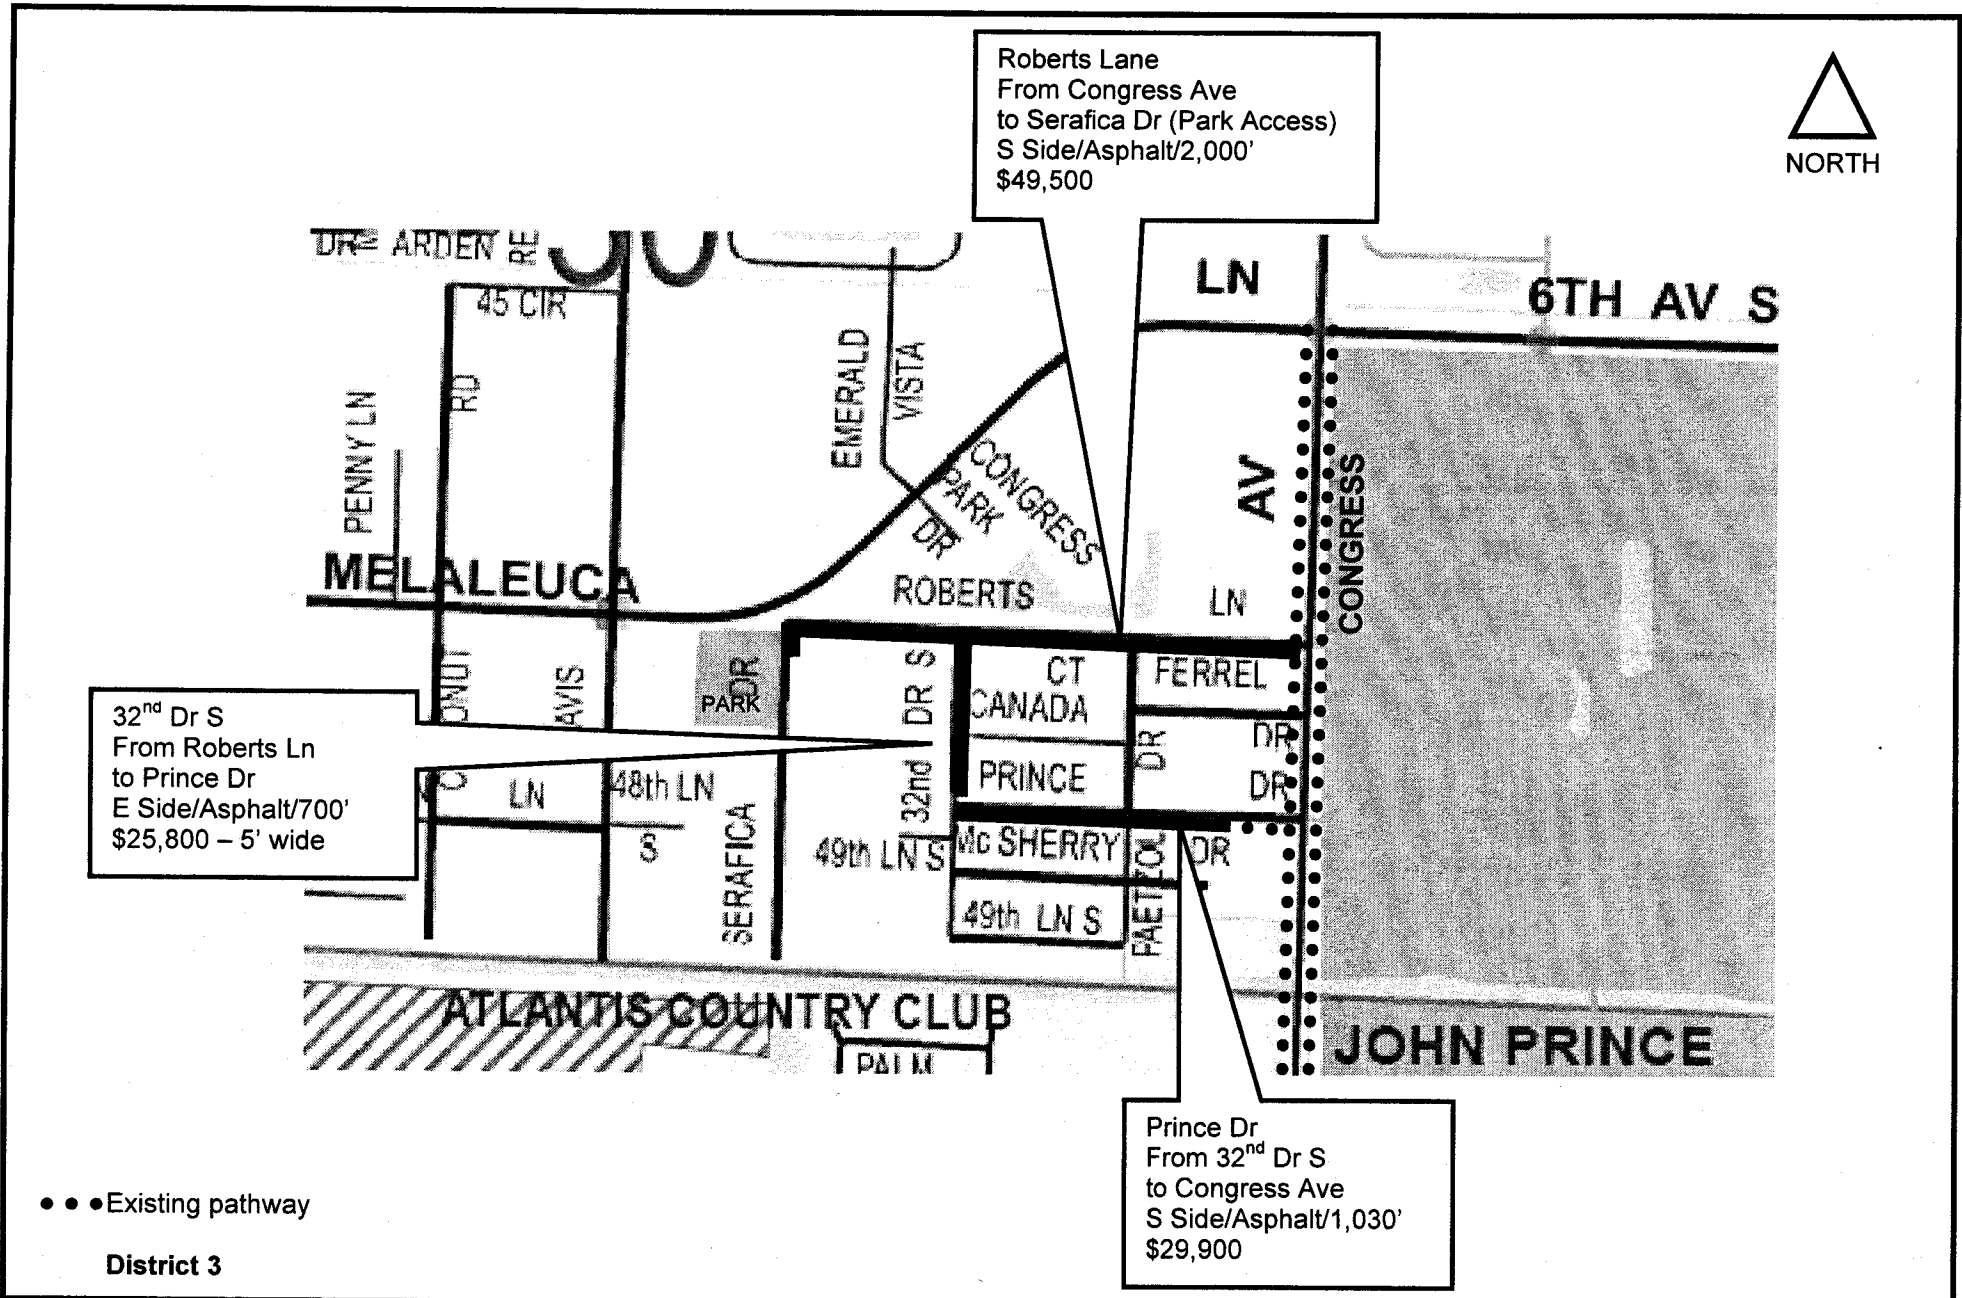 Roberts Lane
From Congress Ave
to Serafica Dr (Park Access)
S Side/Asphalt/2,000'
$49,500
NORTH
DR
ARDEN
RE
45 CIR
LN
6TH AV S
RD
PENNY LN
EMERALD
VISTA
CONGRESS
PARK
DR
AV
CONGRESS
MELALEUCA
ROBERTS
LN
DR
PARK
AVIS
32nd DR S
CT
CANADA
FERREL
DR
DR
PRINCE
DR
32nd Dr S
From Roberts Ln
to Prince Dr
E Side/Asphalt/700'
$25,800 – 5' wide
LN
48th LN
S
SERAFICA
49th LN S
Mc SHERRY
DR
49th LN S
PAETZOL
ATLANTIS COUNTRY CLUB
PALM
JOHN PRINCE
Prince Dr
From 32nd Dr S
to Congress Ave
S Side/Asphalt/1,030'
$29,900
• • • Existing pathway
District 3